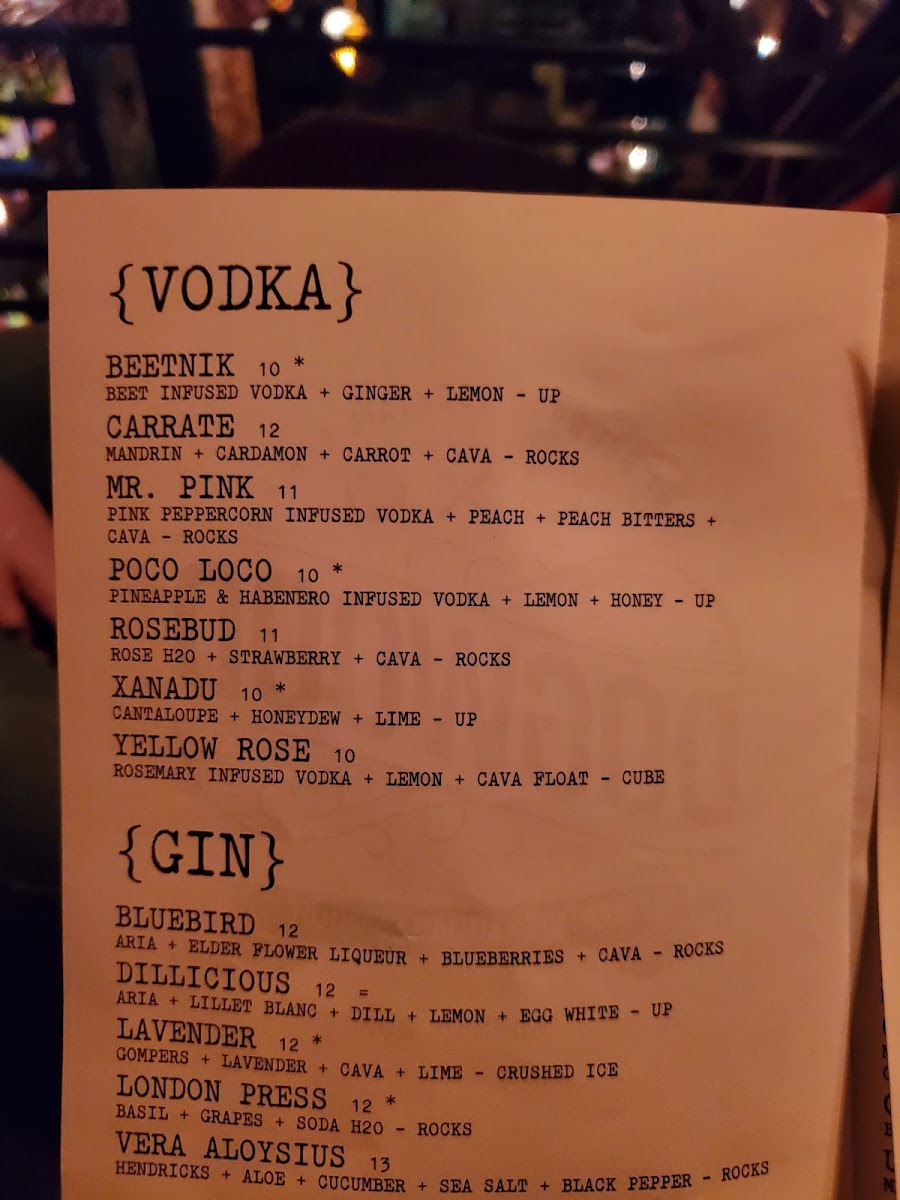 {VODKA}
BEETNIK 10 *
BEET INFUSED VODKA + GINGER + LEMON - UP
CARRATE 12
MANDRIN + CARDAMON + CARROT + CAVA - ROCKS
MR. PINK 11
PINK PEPPERCORN INFUSED VODKA + PEACH + PEACH BITTERS +
CAVA - ROCKS
POCO LOCO 10 *
PINEAPPLE & HABENERO INFUSED VODKA + LEMON + HONEY - UP
ROSEBUD 11
ROSE H2O + STRAWBERRY + CAVA - ROCKS
XANADU 10 *
CANTALOUPE + HONEYDEW + LIME - UP
YELLOW ROSE 10
ROSEMARY INFUSED VODKA + LEMON + CAVA FLOAT - CUBE
{GIN}
BLUEBIRD 12
ARIA + ELDER FLOWER LIQUEUR + BLUEBERRIES + CAVA - ROCKS
DILLICIOUS 12 =
ARIA + LILLET BLANC + DILL + LEMON + EGG WHITE - UP
LAVENDER 12 *
GOMPERS + LAVENDER + CAVA + LIME - CRUSHED ICE
LONDON PRESS 12 *
BASIL + GRAPES + SODA H2O - ROCKS
VERA ALOYSIUS 13
HENDRICKS + ALOE + CUCUMBER + SEA SALT + BLACK PEPPER - ROCKS